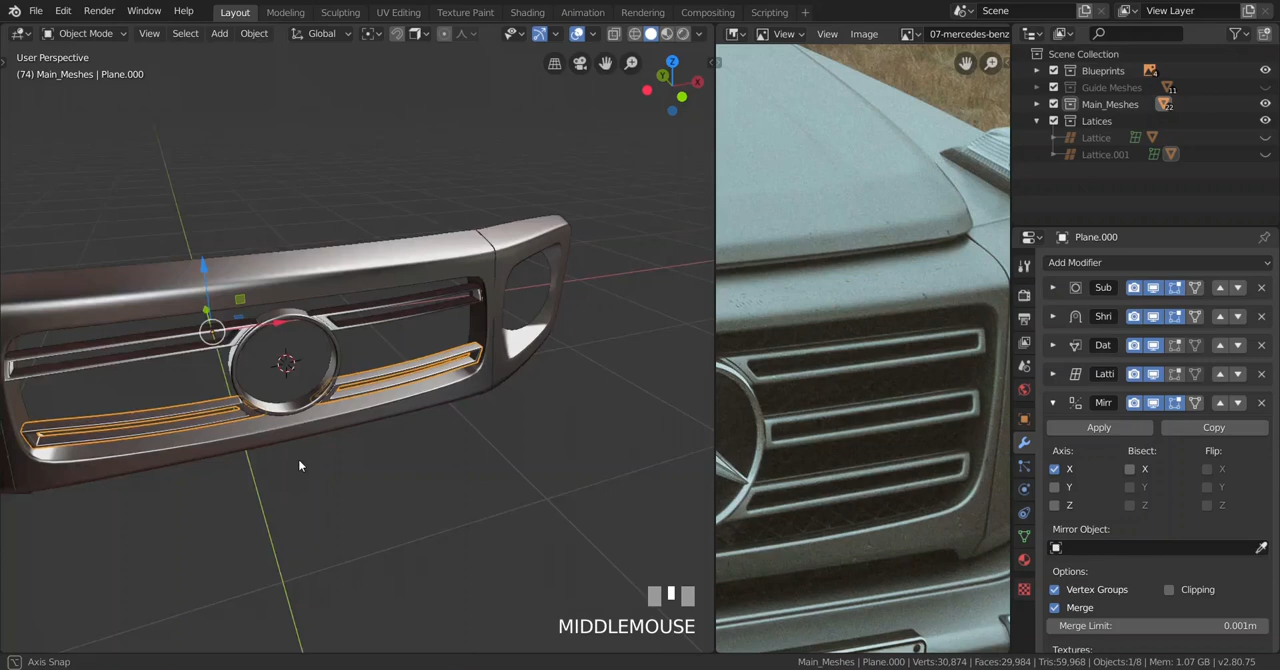 File Edit Render Window Help Layout Modeling Sculpting UV Editing Texture Paint Shading Animation Rendering Compositing Scripting + Scene View Layer
Object Mode View Select Add Object Global View View Image 07-mercedes-benz
User Perspective
(74) Main_Meshes | Plane.000
Z
Y
X
Scene Collection
Blueprints 4
Guide Meshes 11
Main_Meshes 22
Latices
Lattice
Lattice.001
Plane.000
Add Modifier
Sub
Shri
Dat
Latti
Mirr
Apply Copy
Axis: Bisect: Flip:
X X X
Y Y Y
Z Z Z
Mirror Object:
Options:
Vertex Groups Clipping
Merge
Merge Limit: 0.001m
Textures:
MIDDLEMOUSE
Axis Snap Main_Meshes | Plane.000 | Verts:30,874 | Faces:29,984 | Tris:59,968 | Objects:1/8 | Mem: 1.07 GB | v2.80.75